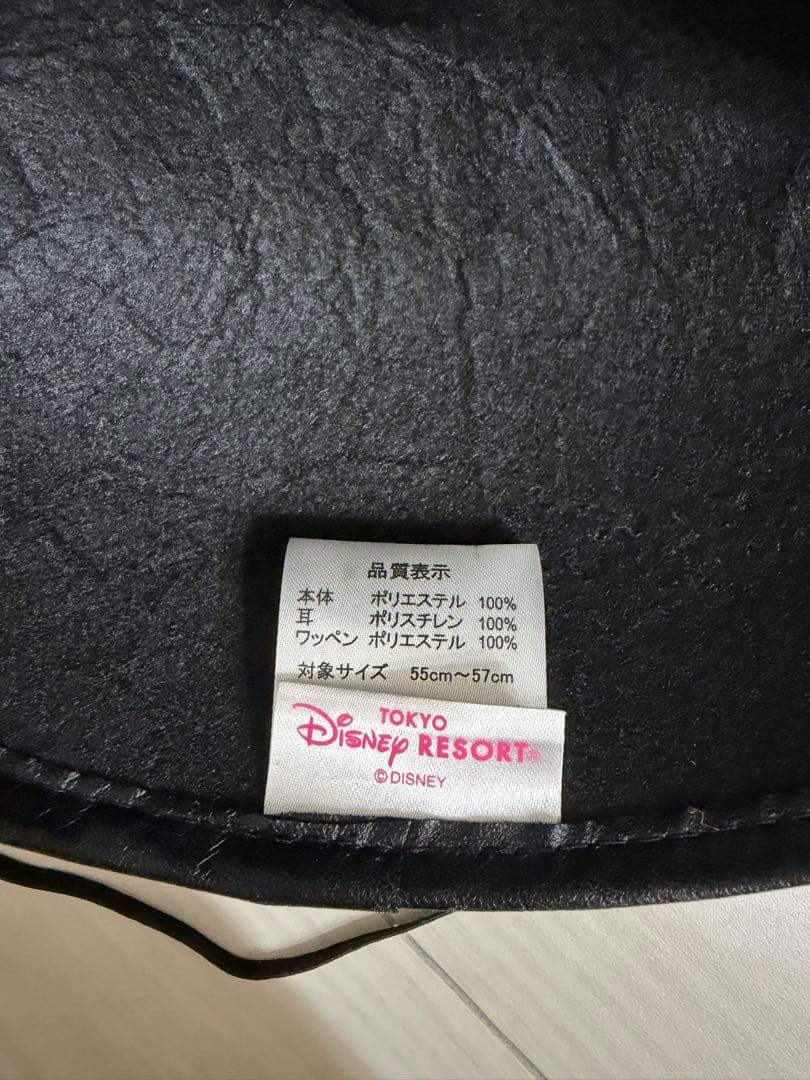 品質表示
本体 ポリエステル 100%
耳 ポリスチレン 100%
ワッペン ポリエステル 100%
対象サイズ 55cm～57cm
TOKYO
Disney RESORT®
©DISNEY